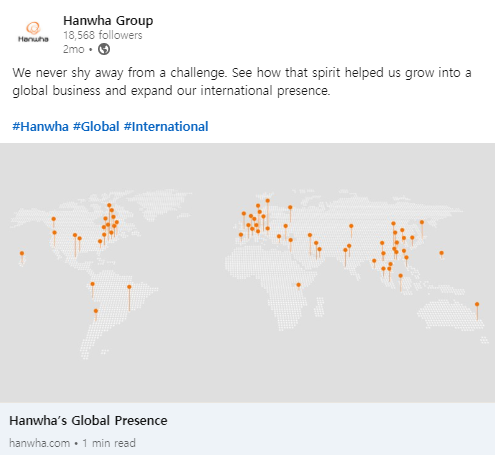 Hanwha
Hanwha Group
18,568 followers
2mo •
We never shy away from a challenge. See how that spirit helped us grow into a
global business and expand our international presence.
#Hanwha #Global #International
Hanwha's Global Presence
hanwha.com • 1 min read